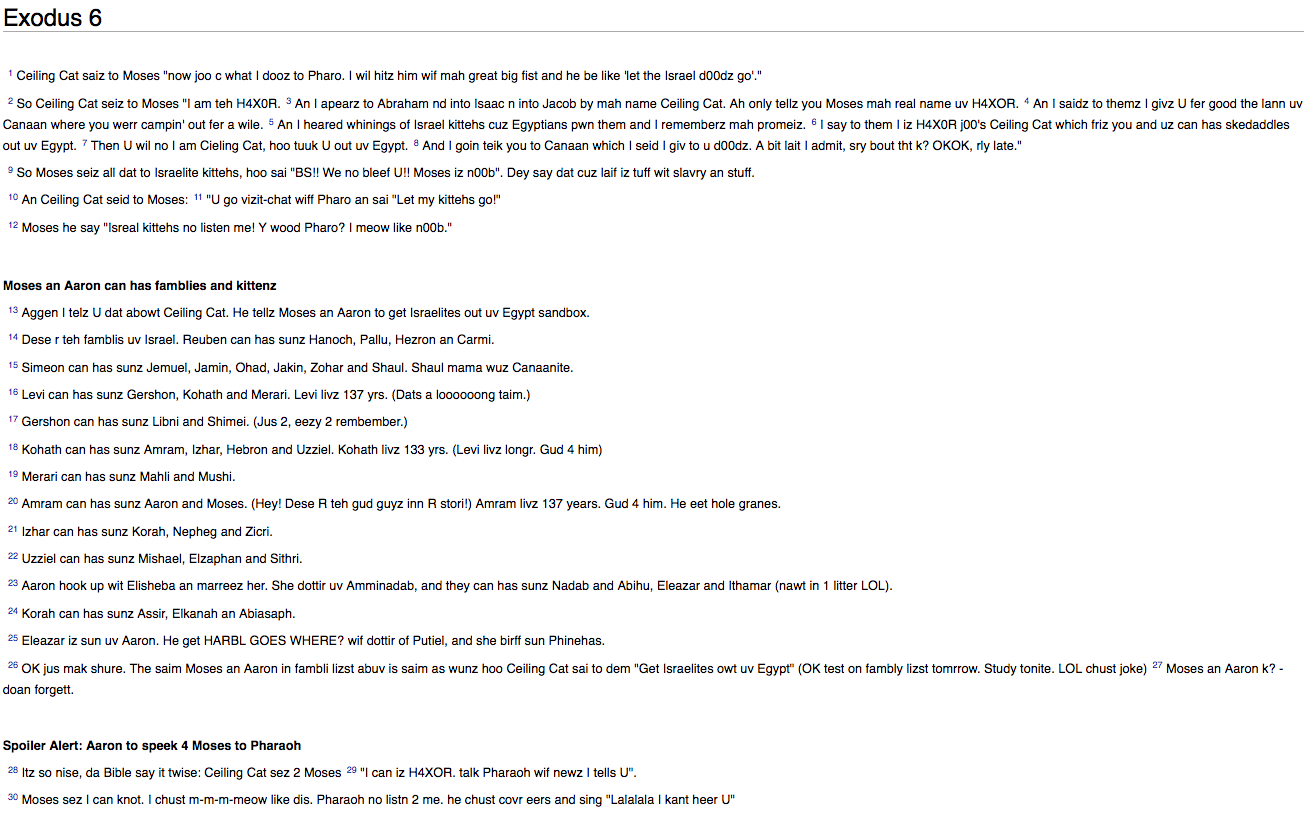 Exodus 6
1 Ceiling Cat saiz to Moses "now joo c what I dooz to Pharo. I wil hitz him wif mah great big fist and he be like 'let the Israel d00dz go'."
2 So Ceiling Cat seiz to Moses "I am teh H4X0R. 3 An I apearz to Abraham nd into Isaac n into Jacob by mah name Ceiling Cat. Ah only tellz you Moses mah real name uv H4XOR. 4 An I saidz to themz I givz U fer good the lann uv
Canaan where you werr campin' out fer a wile. 5 An I heared whinings of Israel kittehs cuz Egyptians pwn them and I rememberz mah promeiz. 6 I say to them I iz H4X0R j00's Ceiling Cat which friz you and uz can has skedaddles
out uv Egypt. 7 Then U wil no I am Cieling Cat, hoo tuuk U out uv Egypt. 8 And I goin teik you to Canaan which I seid I giv to u d00dz. A bit lait I admit, sry bout tht k? OKOK, rly late."
9 So Moses seiz all dat to Israelite kittehs, hoo sai "BS!! We no bleef U!! Moses iz n00b". Dey say dat cuz laif iz tuff wit slavry an stuff.
10 An Ceiling Cat seid to Moses: 11 "U go vizit-chat wiff Pharo an sai "Let my kittehs go!"
12 Moses he say "Isreal kittehs no listen me! Y wood Pharo? I meow like n00b."
Moses an Aaron can has famblies and kittenz
13 Aggen I telz U dat abowt Ceiling Cat. He tellz Moses an Aaron to get Israelites out uv Egypt sandbox.
14 Dese r teh famblis uv Israel. Reuben can has sunz Hanoch, Pallu, Hezron an Carmi.
15 Simeon can has sunz Jemuel, Jamin, Ohad, Jakin, Zohar and Shaul. Shaul mama wuz Canaanite.
16 Levi can has sunz Gershon, Kohath and Merari. Levi livz 137 yrs. (Dats a loooooong taim.)
17 Gershon can has sunz Libni and Shimei. (Jus 2, eezy 2 rembember.)
18 Kohath can has sunz Amram, Izhar, Hebron and Uzziel. Kohath livz 133 yrs. (Levi livz longr. Gud 4 him)
19 Merari can has sunz Mahli and Mushi.
20 Amram can has sunz Aaron and Moses. (Hey! Dese R teh gud guyz inn R stori!) Amram livz 137 years. Gud 4 him. He eet hole granes.
21 Izhar can has sunz Korah, Nepheg and Zicri.
22 Uzziel can has sunz Mishael, Elzaphan and Sithri.
23 Aaron hook up wit Elisheba an marreez her. She dottir uv Amminadab, and they can has sunz Nadab and Abihu, Eleazar and Ithamar (nawt in 1 litter LOL).
24 Korah can has sunz Assir, Elkanah an Abiasaph.
25 Eleazar iz sun uv Aaron. He get HARBL GOES WHERE? wif dottir of Putiel, and she birff sun Phinehas.
26 OK jus mak shure. The saim Moses an Aaron in fambli lizst abuv is saim as wunz hoo Ceiling Cat sai to dem "Get Israelites owt uv Egypt" (OK test on fambly lizst tomrrow. Study tonite. LOL chust joke) 27 Moses an Aaron k? -
doan forgett.
Spoiler Alert: Aaron to speek 4 Moses to Pharaoh
28 Itz so nise, da Bible say it twise: Ceiling Cat sez 2 Moses 29 "I can iz H4XOR. talk Pharaoh wif newz I tells U".
30 Moses sez I can knot. I chust m-m-m-meow like dis. Pharaoh no listn 2 me. he chust covr eers and sing "Lalalala I kant heer U"